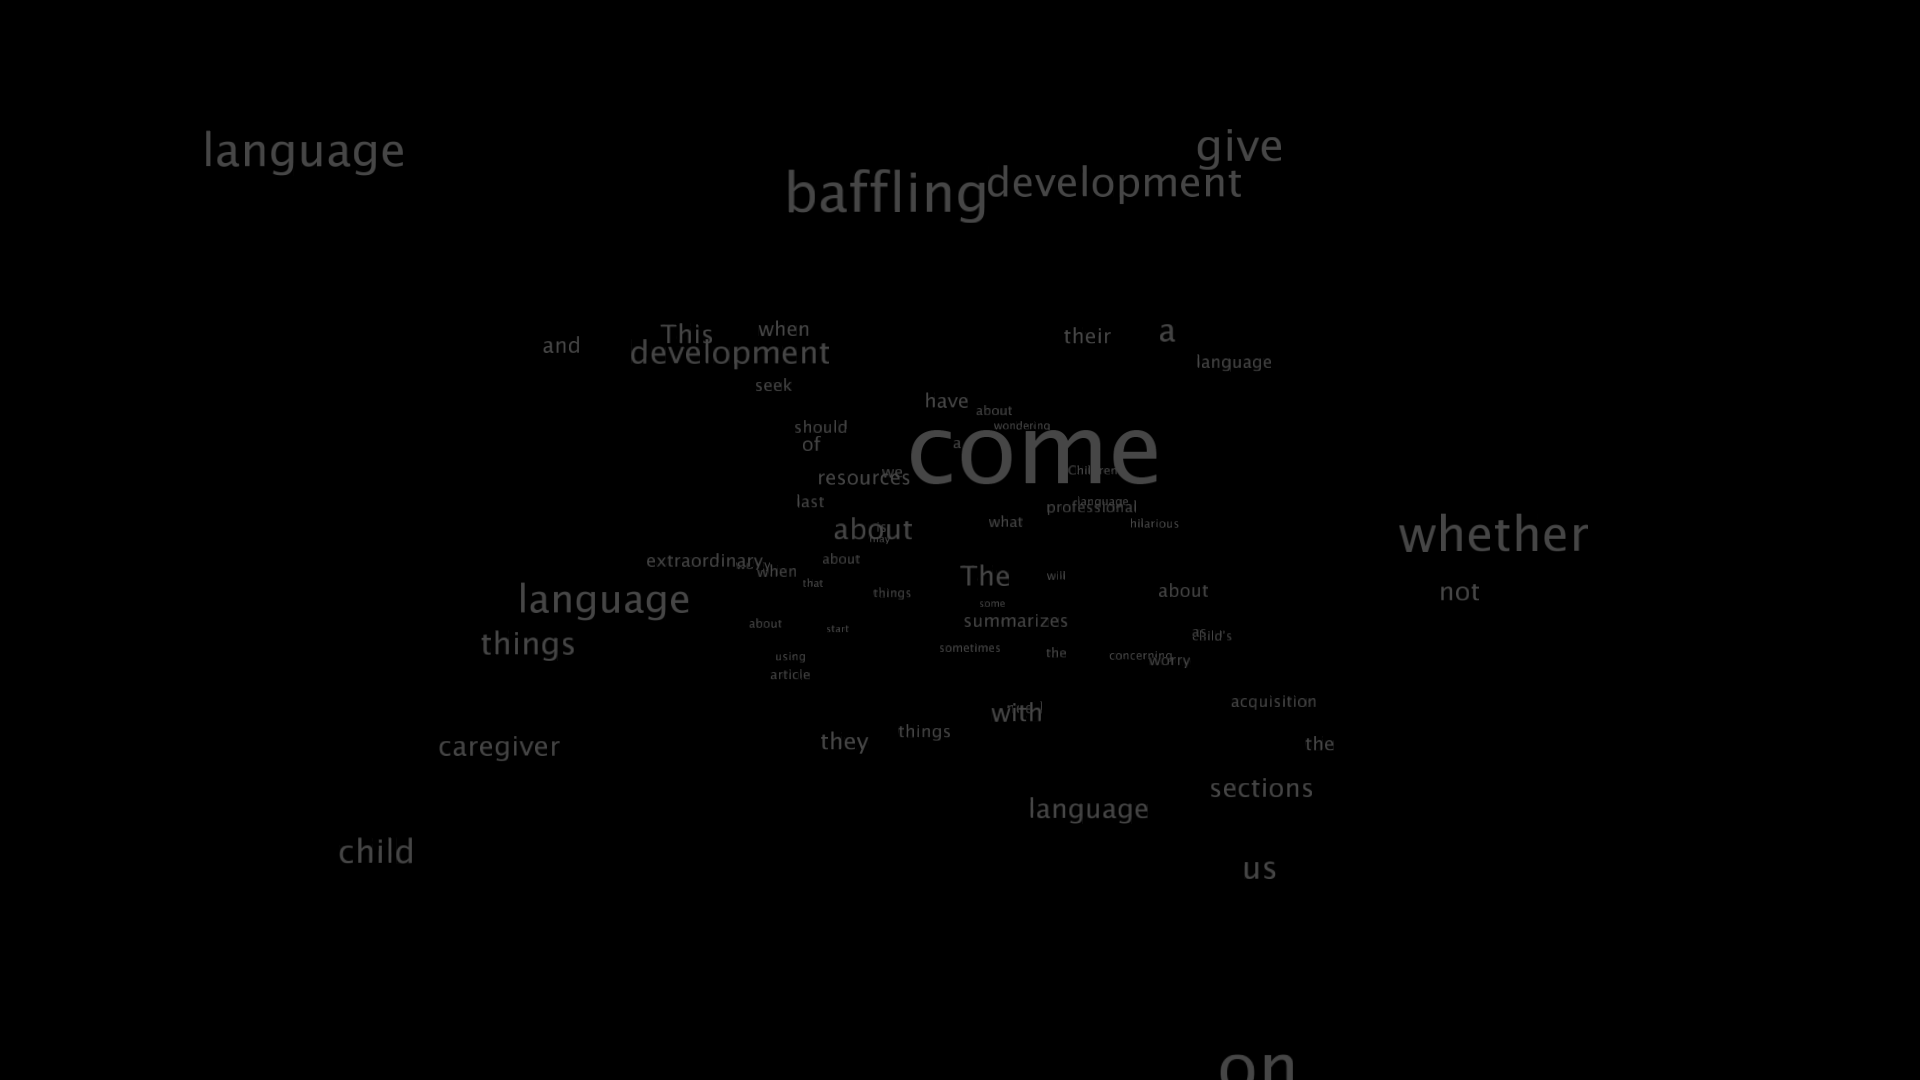 language
give
baffling
development
and
This
when
development
their
a
language
seek
have
about
wondering
should
of
a
come
we
resources
Children
last
language
professional
about
is
may
what
hilarious
whether
extraordinary
when
about
that
things
The
will
some
about
not
language
summarizes
about
start
things
sometimes
the
as
child's
concerning
worry
using
article
with
acquisition
caregiver
they
things
the
sections
language
child
us
on